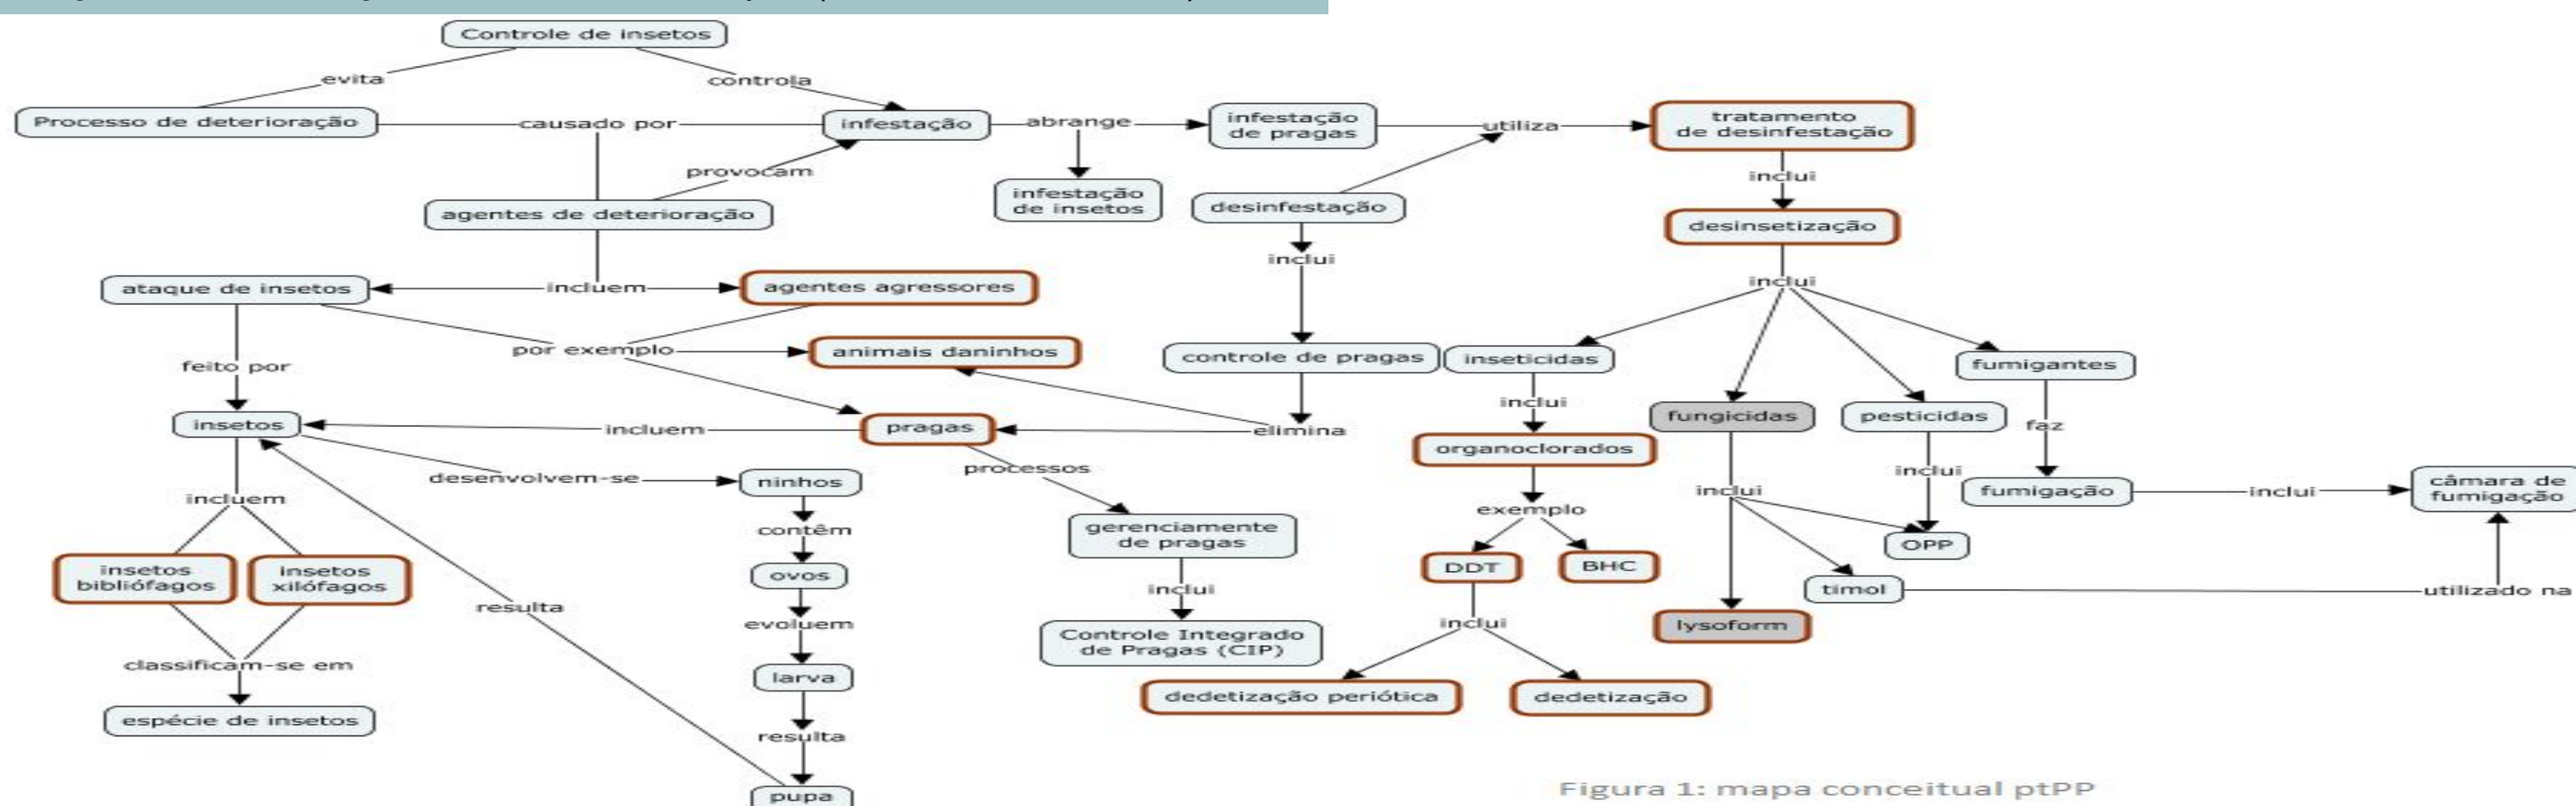 Controle de insetos
evita
controla
Processo de deterioração
causado por
infestação
abrange
infestação
de pragas
utiliza
tratamento
de desinfestação
provocam
inclui
infestação
de insetos
agentes de deterioração
desinfestação
desinsetização
inclui
inclui
ataque de insetos
incluem
agentes agressores
por exemplo
animais daninhos
controle de pragas
inseticidas
fumigantes
feito por
inclui
fungicidas
pesticidas
faz
insetos
incluem
pragas
elimina
organoclorados
processos
desenvolvem-se
ninhos
inclui
inclui
fumigação
inclui
câmara de
fumigação
incluem
exemplo
contêm
gerenciamente
de pragas
OPP
insetos
bibliófagos
insetos
xilófagos
ovos
DDT
BHC
timol
utilizado na
inclui
resulta
evoluem
inclui
lysoform
Controle Integrado
de Pragas (CIP)
classificam-se em
larva
dedetização periótica
dedetização
espécie de insetos
resulta
pupa
Figura 1: mapa conceitual ptPP